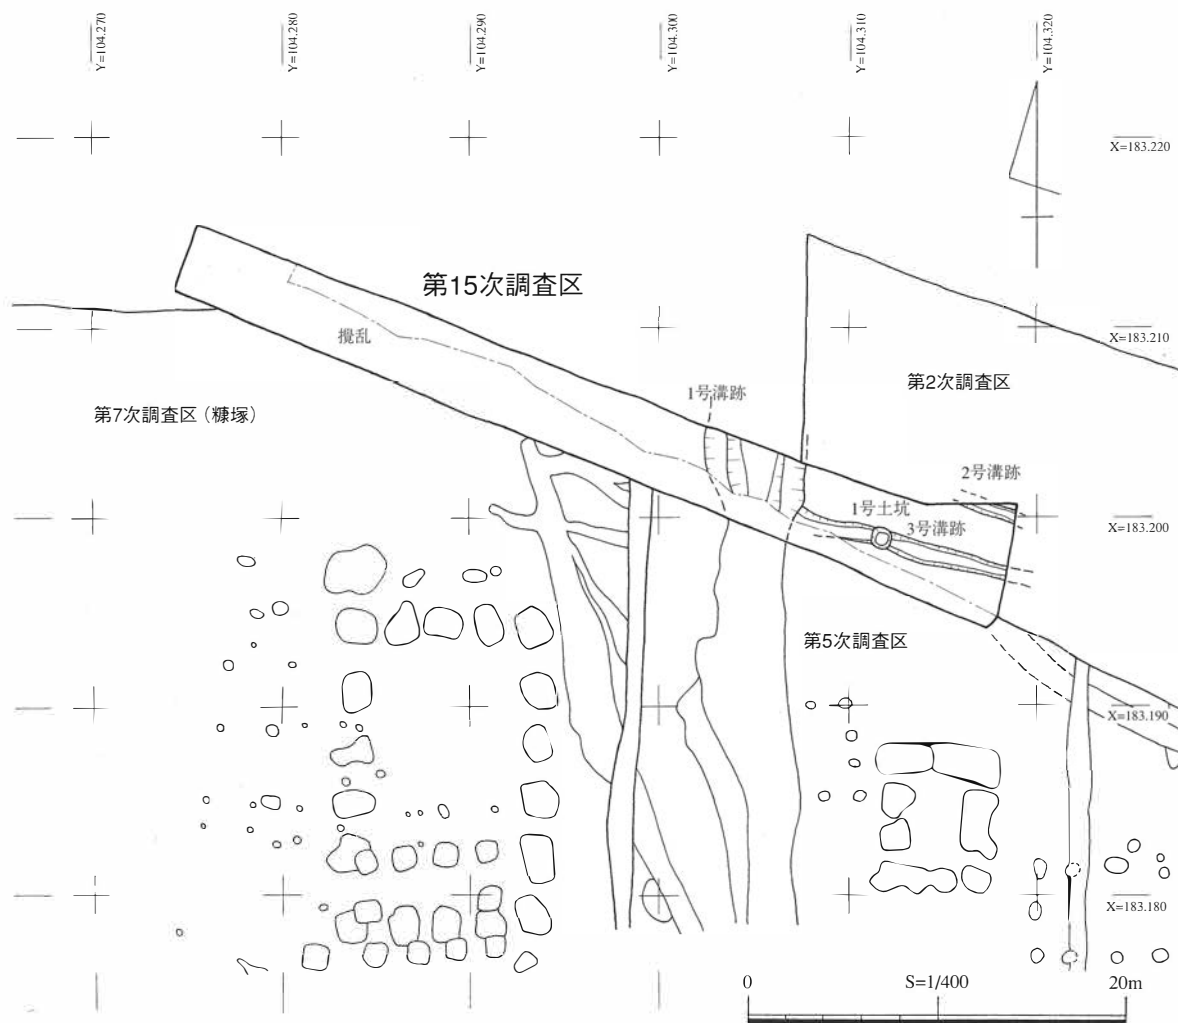 Y=104.270
Y=104.280
Y=104.290
Y=104.300
Y=104.310
Y=104.320
X=183.220
第15次調査区
X=183.210
攪乱
第2次調査区
1号溝跡
第7次調査区（糠塚）
2号溝跡
1号土坑
3号溝跡
X=183.200
第5次調査区
X=183.190
X=183.180
0
S=1/400
20m